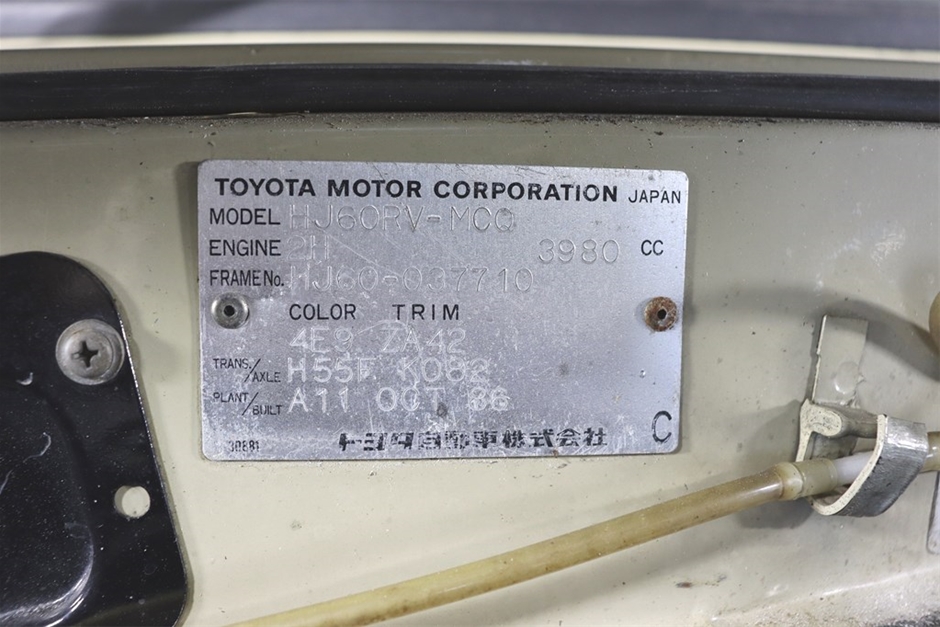 TOYOTA MOTOR CORPORATION JAPAN
MODEL HJ60RV-MCQ
ENGINE 2H 3980 CC
FRAME No. HJ60-037710
COLOR TRIM
4E9 ZA42
TRANS./AXLE H55F K082
PLANT/BUILT A11 OCT 86
30881
トヨタ自動車株式会社 C